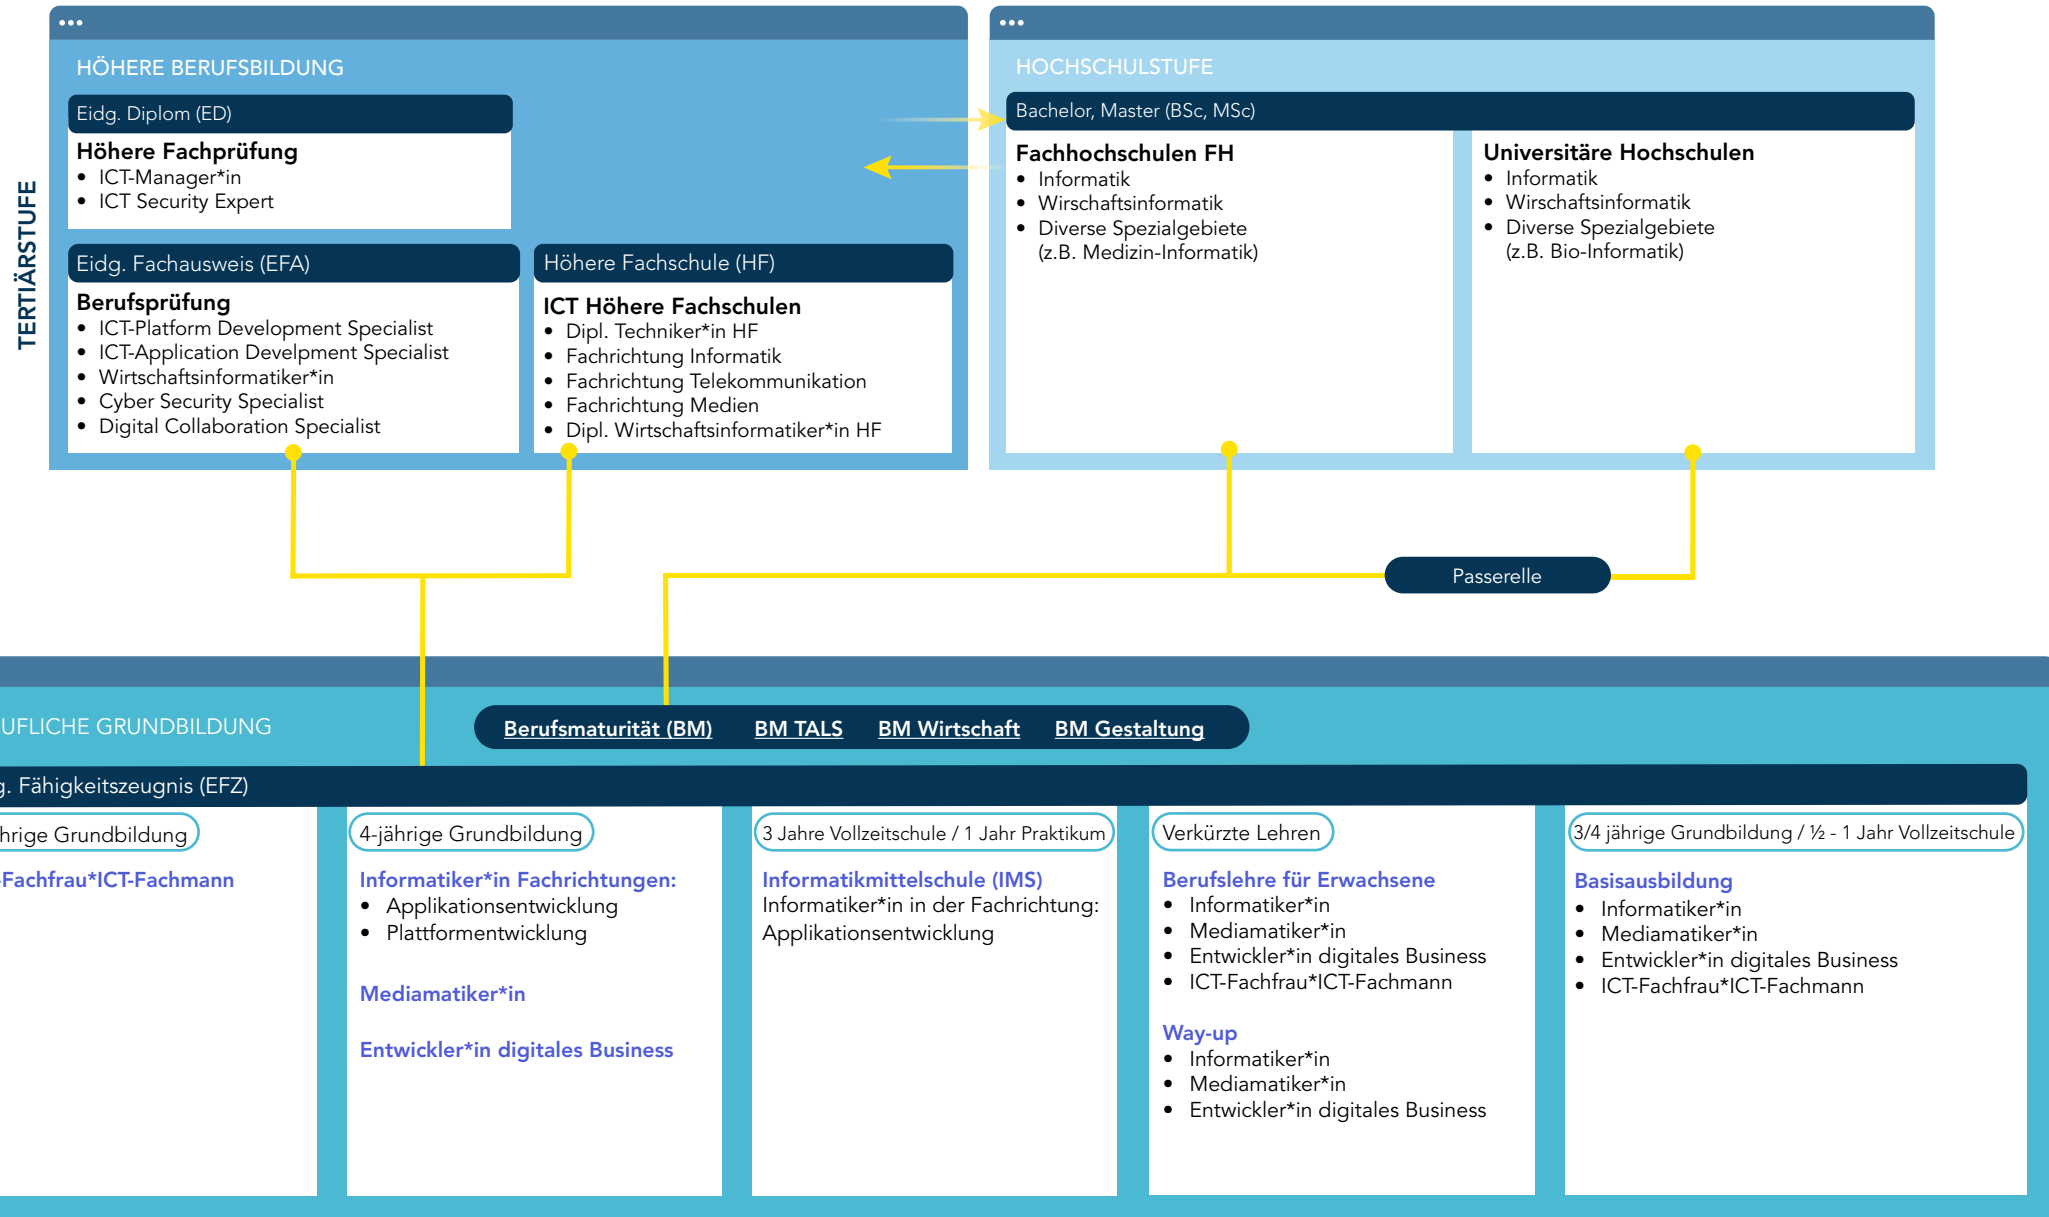 TERTIÄRSTUFE
HÖHERE BERUFSBILDUNG
Eidg. Diplom (ED)
Höhere Fachprüfung
• ICT-Manager*in
• ICT Security Expert
Eidg. Fachausweis (EFA)
Berufsprüfung
• ICT-Platform Development Specialist
• ICT-Application Develpment Specialist
• Wirtschaftsinformatiker*in
• Cyber Security Specialist
• Digital Collaboration Specialist
Höhere Fachschule (HF)
ICT Höhere Fachschulen
• Dipl. Techniker*in HF
• Fachrichtung Informatik
• Fachrichtung Telekommunikation
• Fachrichtung Medien
• Dipl. Wirtschaftsinformatiker*in HF
HOCHSCHULSTUFE
Bachelor, Master (BSc, MSc)
Fachhochschulen FH
• Informatik
• Wirschaftsinformatik
• Diverse Spezialgebiete
(z.B. Medizin-Informatik)
Universitäre Hochschulen
• Informatik
• Wirschaftsinformatik
• Diverse Spezialgebiete
(z.B. Bio-Informatik)
Passerelle
UFLICHE GRUNDBILDUNG
Berufsmaturität (BM) BM TALS BM Wirtschaft BM Gestaltung
g. Fähigkeitszeugnis (EFZ)
hrige Grundbildung
-Fachfrau*ICT-Fachmann
4-jährige Grundbildung
Informatiker*in Fachrichtungen:
• Applikationsentwicklung
• Plattformentwicklung
Mediamatiker*in
Entwickler*in digitales Business
3 Jahre Vollzeitschule / 1 Jahr Praktikum
Informatikmittelschule (IMS)
Informatiker*in in der Fachrichtung:
Applikationsentwicklung
Verkürzte Lehren
Berufslehre für Erwachsene
• Informatiker*in
• Mediamatiker*in
• Entwickler*in digitales Business
• ICT-Fachfrau*ICT-Fachmann
Way-up
• Informatiker*in
• Mediamatiker*in
• Entwickler*in digitales Business
3/4 jährige Grundbildung / ½ - 1 Jahr Vollzeitschule
Basisausbildung
• Informatiker*in
• Mediamatiker*in
• Entwickler*in digitales Business
• ICT-Fachfrau*ICT-Fachmann